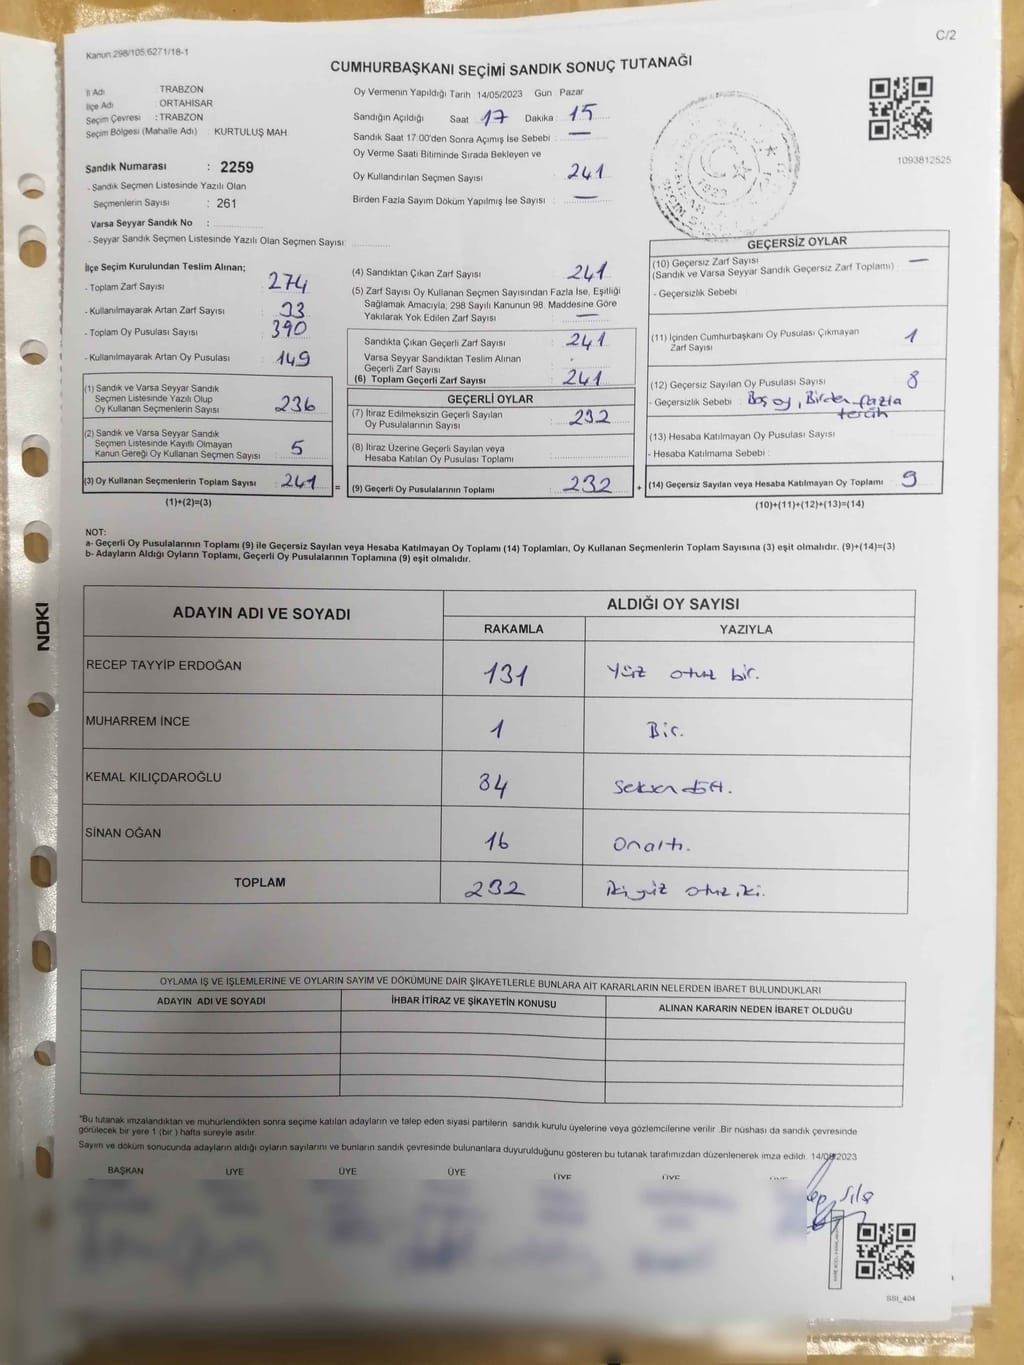 C/2
Kanun 298/105,6271/18-1
CUMHURBAŞKANI SEÇİMİ SANDIK SONUÇ TUTANAĞI
İl Adı TRABZON
İlçe Adı ORTAHİSAR
Seçim Çevresi : TRABZON
Seçim Bölgesi (Mahalle Adı) KURTULUŞ MAH
Sandık Numarası : 2259
- Sandık Seçmen Listesinde Yazılı Olan
Seçmenlerin Sayısı : 261
Varsa Seyyar Sandık No :
- Seyyar Sandık Seçmen Listesinde Yazılı Olan Seçmen Sayısı:
Oy Vermenin Yapıldığı Tarih 14/05/2023 Gün Pazar
Sandığın Açıldığı Saat : 17 Dakika : 15
Sandık Saat 17:00'den Sonra Açımış İse Sebebi : —
Oy Verme Saati Bitiminde Sırada Bekleyen ve
Oy Kullandırılan Seçmen Sayısı : 241
Birden Fazla Sayım Döküm Yapılmış İse Sayısı : —
1093812525
İlçe Seçim Kurulundan Teslim Alınan;
- Toplam Zarf Sayısı : 274
- Kullanılmayarak Artan Zarf Sayısı : 33
- Toplam Oy Pusulası Sayısı : 390
- Kullanılmayarak Artan Oy Pusulası : 149
(1) Sandık ve Varsa Seyyar Sandık
Seçmen Listesinde Yazılı Olup
Oy Kullanan Seçmenlerin Sayısı : 236
(2) Sandık ve Varsa Seyyar Sandık
Seçmen Listesinde Kayıtlı Olmayan
Kanun Gereği Oy Kullanan Seçmen Sayısı : 5
(3) Oy Kullanan Seçmenlerin Toplam Sayısı : 241
(1)+(2)=(3)
=
(4) Sandıktan Çıkan Zarf Sayısı : 241
(5) Zarf Sayısı Oy Kullanan Seçmen Sayısından Fazla İse, Eşitliği
Sağlamak Amacıyla, 298 Sayılı Kanunun 98. Maddesine Göre
Yakılarak Yok Edilen Zarf Sayısı : —
Sandıkta Çıkan Geçerli Zarf Sayısı : 241
Varsa Seyyar Sandıktan Teslim Alınan
Geçerli Zarf Sayısı :
(6) Toplam Geçerli Zarf Sayısı : 241
GEÇERLİ OYLAR
(7) İtiraz Edilmeksizin Geçerli Sayılan
Oy Pusulalarının Sayısı : 232
(8) İtiraz Üzerine Geçerli Sayılan veya
Hesaba Katılan Oy Pusulası Toplamı :
(9) Geçerli Oy Pusulalarının Toplamı : 232
+
GEÇERSİZ OYLAR
(10) Geçersiz Zarf Sayısı
(Sandık ve Varsa Seyyar Sandık Geçersiz Zarf Toplamı) : —
- Geçersizlik Sebebi :
(11) İçinden Cumhurbaşkanı Oy Pusulası Çıkmayan
Zarf Sayısı : 1
(12) Geçersiz Sayılan Oy Pusulası Sayısı : 8
- Geçersizlik Sebebi : Boş oy, Birden fazla
tercih
(13) Hesaba Katılmayan Oy Pusulası Sayısı :
- Hesaba Katılmama Sebebi :
(14) Geçersiz Sayılan veya Hesaba Katılmayan Oy Toplamı : 9
(10)+(11)+(12)+(13)=(14)
NOT:
a- Geçerli Oy Pusulalarının Toplamı (9) ile Geçersiz Sayılan veya Hesaba Katılmayan Oy Toplamı (14) Toplamları, Oy Kullanan Seçmenlerin Toplam Sayısına (3) eşit olmalıdır. (9)+(14)=(3)
b- Adayların Aldığı Oyların Toplamı, Geçerli Oy Pusulalarının Toplamına (9) eşit olmalıdır.
ADAYIN ADI VE SOYADI
ALDIĞI OY SAYISI
RAKAMLA YAZIYLA
RECEP TAYYİP ERDOĞAN 131 Yüz otuz bir.
MUHARREM İNCE 1 Bir.
KEMAL KILIÇDAROĞLU 84 Seksen dört.
SİNAN OĞAN 16 Onaltı.
TOPLAM 232 iki yüz otuz iki.
OYLAMA İŞ VE İŞLEMLERİNE VE OYLARIN SAYIM VE DÖKÜMÜNE DAİR ŞİKAYETLERLE BUNLARA AİT KARARLARIN NELERDEN İBARET BULUNDUKLARI
ADAYIN ADI VE SOYADI İHBAR İTİRAZ VE ŞİKAYETİN KONUSU ALINAN KARARIN NEDEN İBARET OLDUĞU
*Bu tutanak imzalandıktan ve mühürlendikten sonra seçime katılan adayların ve talep eden siyasi partilerin sandık kurulu üyelerine veya gözlemcilerine verilir. Bir nüshası da sandık çevresinde
görülecek bir yere 1 (bir) hafta süreyle asılır.
Sayım ve döküm sonucunda adayların aldığı oyların sayılarını ve bunların sandık çevresinde bulunanlara duyurulduğunu gösteren bu tutanak tarafımızdan düzenlenerek imza edildi. 14/05/2023
BAŞKAN ÜYE ÜYE ÜYE ÜYE ÜYE
SSI_404
NOKI